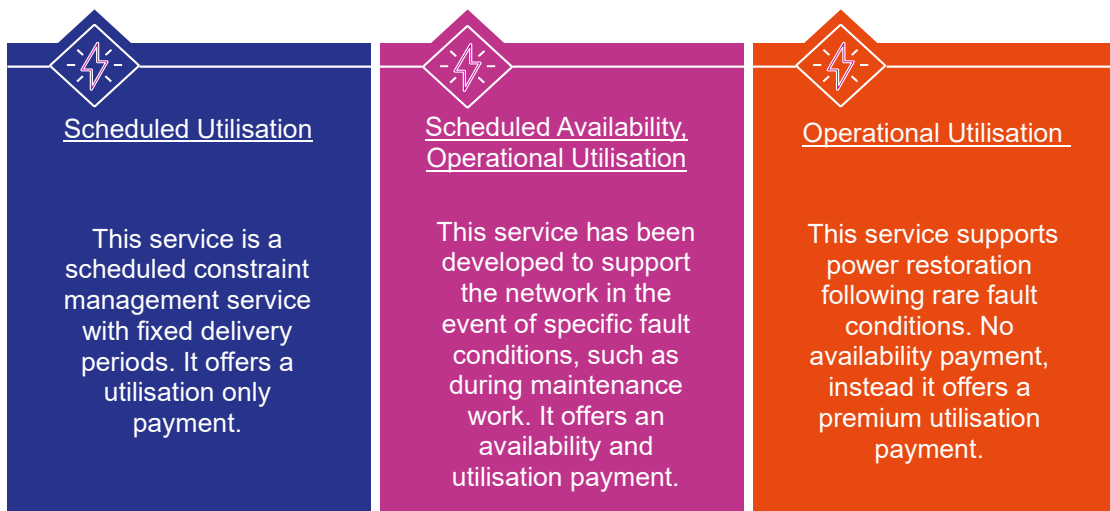 Scheduled Utilisation
This service is a
scheduled constraint
management service
with fixed delivery
periods. It offers a
utilisation only
payment.
Scheduled Availability,
Operational Utilisation
This service has been
developed to support
the network in the
event of specific fault
conditions, such as
during maintenance
work. It offers an
availability and
utilisation payment.
Operational Utilisation
This service supports
power restoration
following rare fault
conditions. No
availability payment,
instead it offers a
premium utilisation
payment.